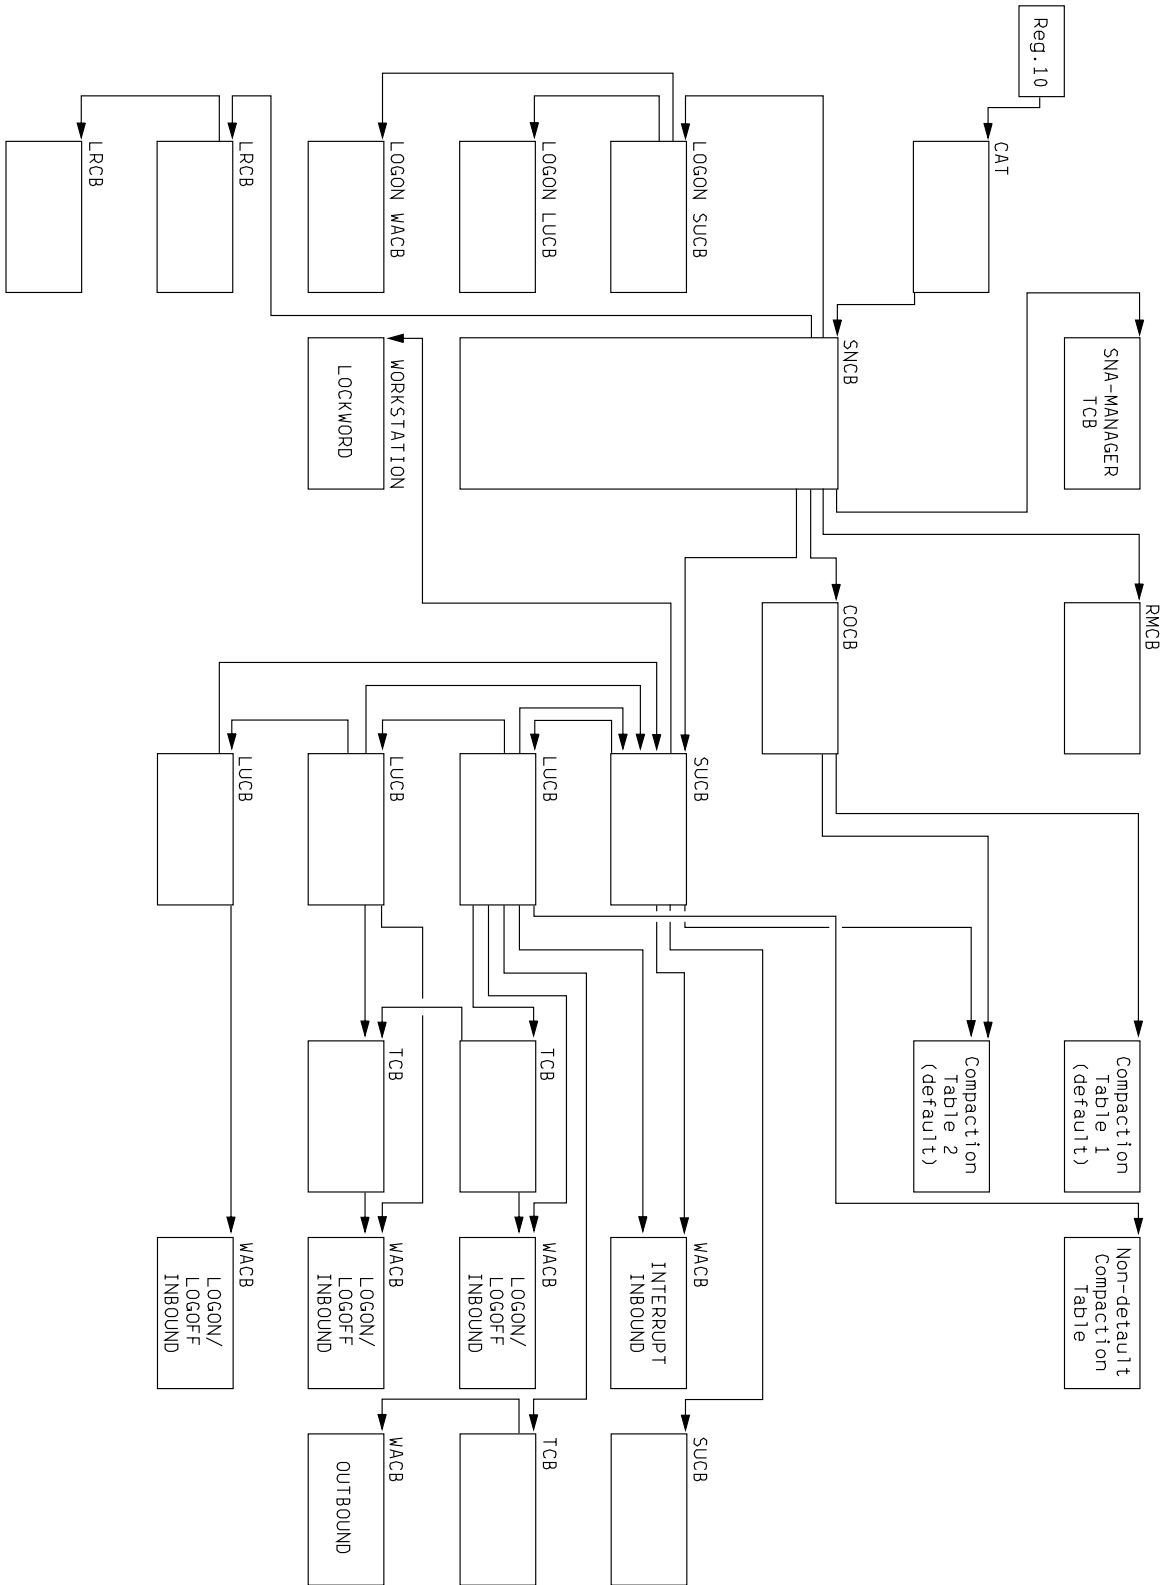 Reg.10
SNA-MANAGER
TCB
RMCB
Compaction
Table 1
(default)
Non-detault
Compaction
Table
CAT
Compaction
Table 2
(default)
SNCB
COCB
LOGON SUCB
SUCB
WACB
INTERRUPT
INBOUND
SUCB
LOGON LUCB
LUCB
TCB
WACB
LOGON/
LOGOFF
INBOUND
TCB
LOGON WACB
WORKSTATION
LOCKWORD
LUCB
TCB
WACB
LOGON/
LOGOFF
INBOUND
WACB
OUTBOUND
LRCB
LUCB
WACB
LOGON/
LOGOFF
INBOUND
LRCB